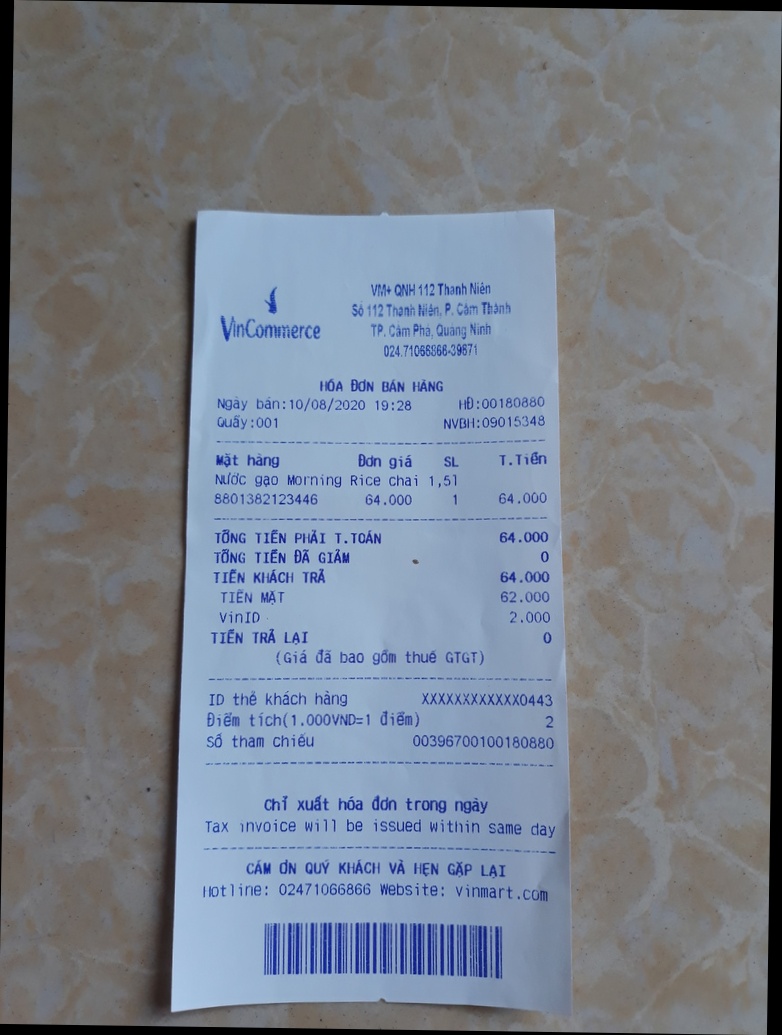 VinCommerce
VM+ QNH 112 Thanh Niên
Số 112 Thanh Niên, P. Cẩm Thành
TP. Cẩm Phả, Quảng Ninh
024.71066866-39671
HÓA ĐƠN BÁN HÀNG
Ngày bán:10/08/2020 19:28 HĐ:00180880
Quầy:001 NVBH:09015348
Mặt hàng Đơn giá SL T.Tiền
Nước gạo Morning Rice chai 1,5l
8801382123446 64.000 1 64.000
TỔNG TIỀN PHẢI T.TOÁN 64.000
TỔNG TIỀN ĐÃ GIẢM 0
TIỀN KHÁCH TRẢ 64.000
TIỀN MẶT 62.000
VinID 2.000
TIỀN TRẢ LẠI 0
(Giá đã bao gồm thuế GTGT)
ID thẻ khách hàng XXXXXXXXXXXX0443
Điểm tích(1.000VND=1 điểm) 2
Số tham chiếu 00396700100180880
Chỉ xuất hóa đơn trong ngày
Tax invoice will be issued within same day
CÁM ƠN QUÝ KHÁCH VÀ HẸN GẶP LẠI
Hotline: 02471066866 Website: vinmart.com